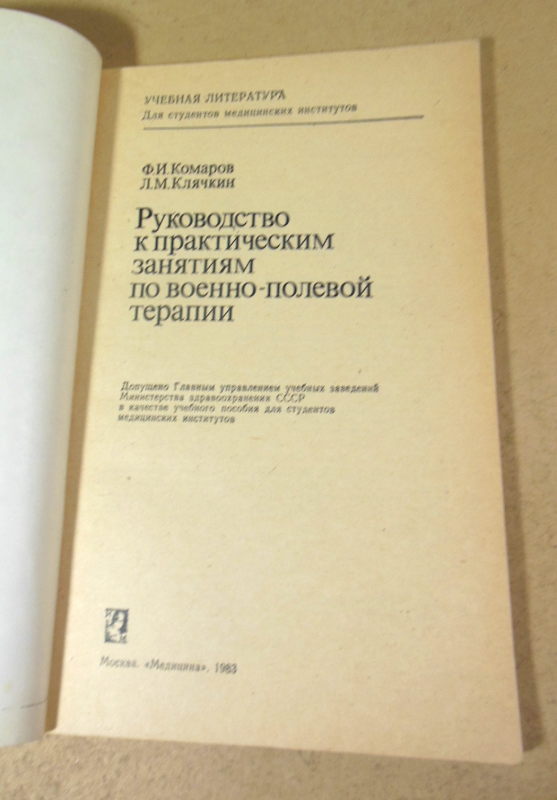 УЧЕБНАЯ ЛИТЕРАТУРА
Для студентов медицинских институтов
Ф.И.Комаров
Л.М.Клячкин
Руководство
к практическим
занятиям
по военно-полевой
терапии
Допущено Главным управлением учебных заведений
Министерства здравоохранения СССР
в качестве учебного пособия для студентов
медицинских институтов
Москва. «Медицина», 1983